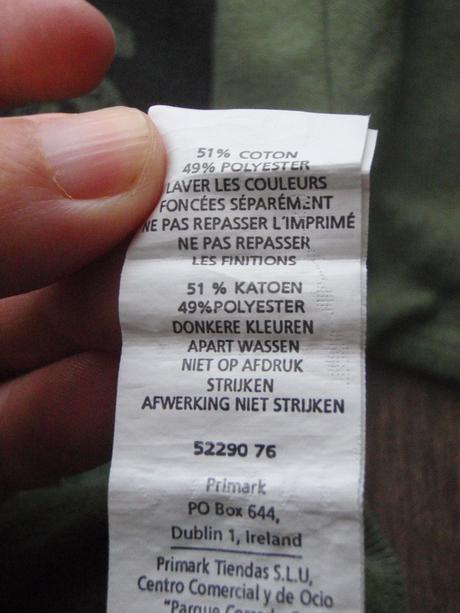 51% COTON
49% POLYESTER
LAVER LES COULEURS
FONCÉES SÉPARÉMENT
NE PAS REPASSER L'IMPRIMÉ
NE PAS REPASSER
LES FINITIONS
51 % KATOEN
49%POLYESTER
DONKERE KLEUREN
APART WASSEN
NIET OP AFDRUK
STRIJKEN
AFWERKING NIET STRIJKEN
52290 76
Primark
PO Box 644,
Dublin 1, Ireland
Primark Tiendas S.L.U,
Centro Comercial y de Ocio
"Parque